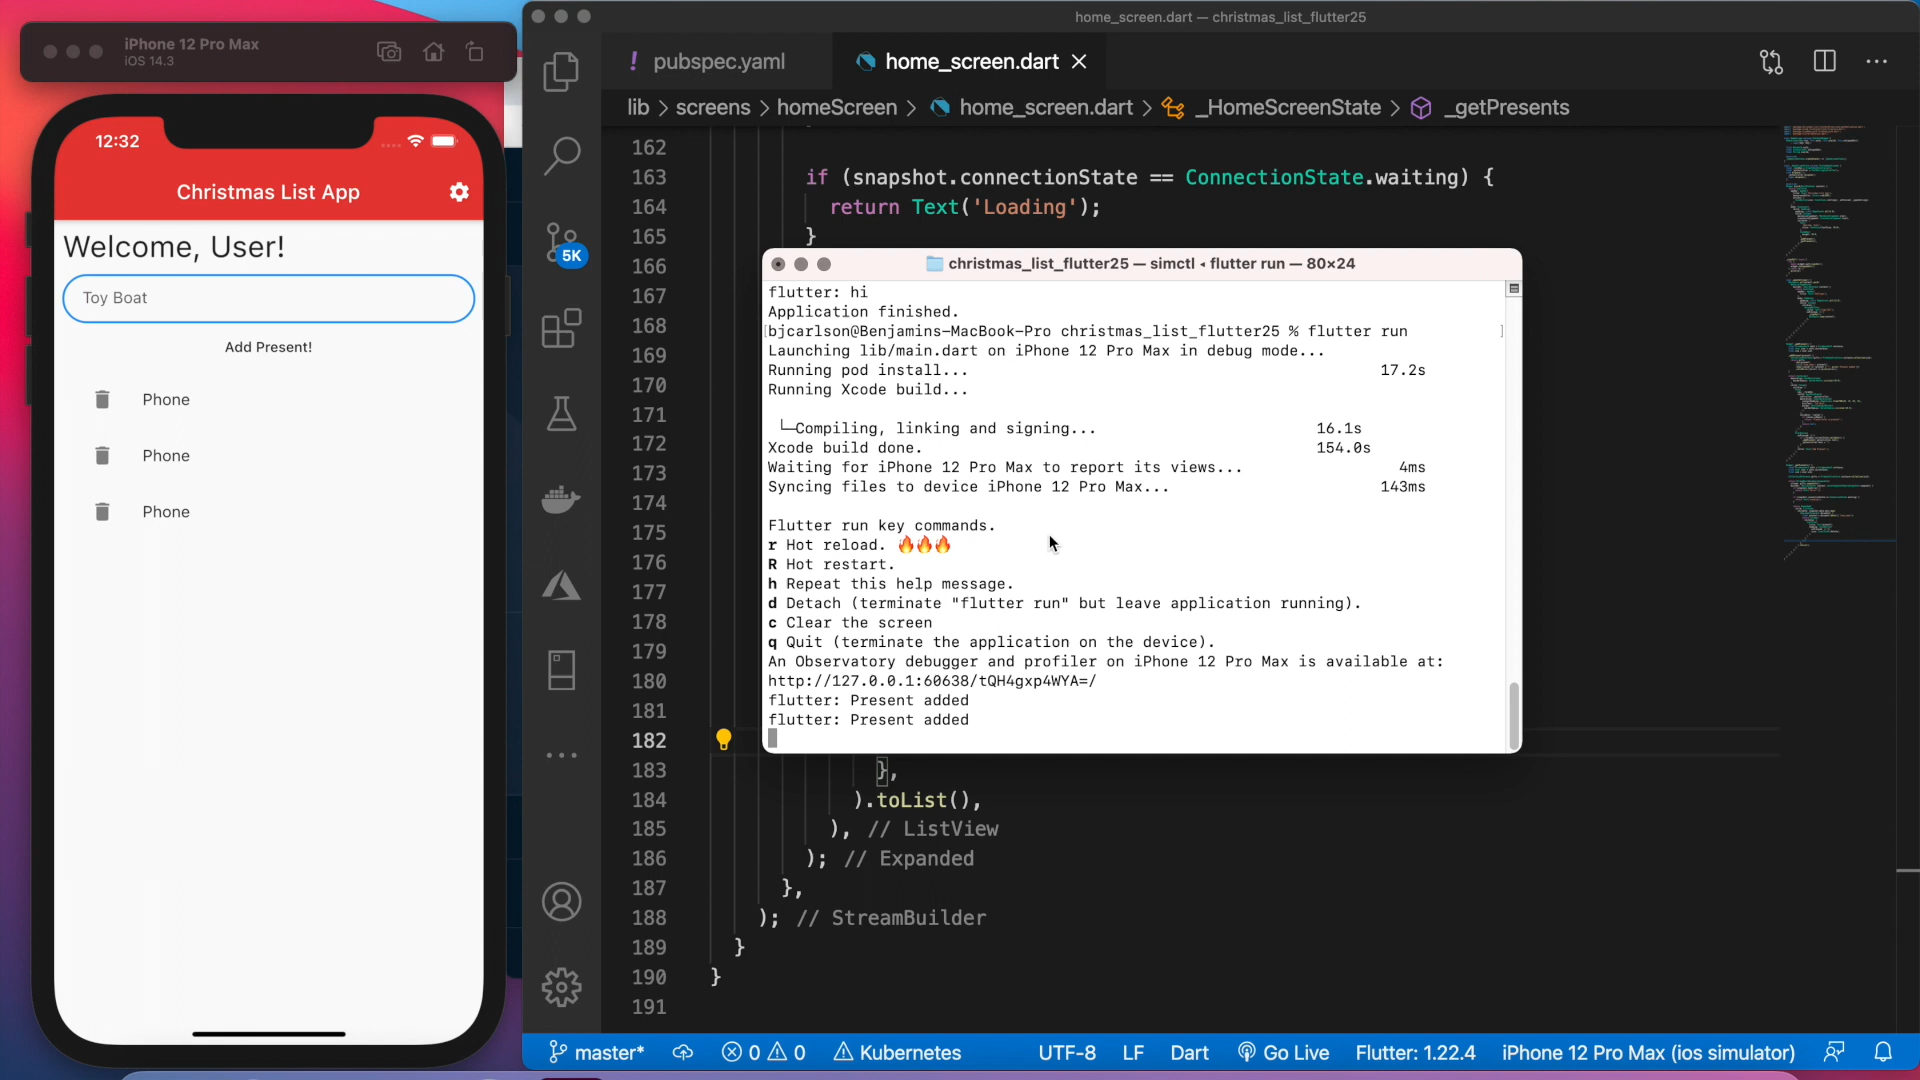 iPhone 12 Pro Max
iOS 14.3
12:32
Christmas List App
Welcome, User!
Toy Boat
Add Present!
Phone
Phone
Phone
home_screen.dart — christmas_list_flutter25
! pubspec.yaml
home_screen.dart ×
lib > screens > homeScreen > home_screen.dart > _HomeScreenState > _getPresents
5K
162
163 if (snapshot.connectionState == ConnectionState.waiting) {
164 return Text('Loading');
165 }
166
167
168
169
170
171
172
173
174
175
176
177
178
179
180
181
182
183 },
184 ).toList(),
185 ), // ListView
186 ); // Expanded
187 },
188 ); // StreamBuilder
189 }
190 }
191
christmas_list_flutter25 — simctl ◂ flutter run — 80×24
flutter: hi
Application finished.
[bjcarlson@Benjamins-MacBook-Pro christmas_list_flutter25 % flutter run ]
Launching lib/main.dart on iPhone 12 Pro Max in debug mode...
Running pod install... 17.2s
Running Xcode build...
└─Compiling, linking and signing... 16.1s
Xcode build done. 154.0s
Waiting for iPhone 12 Pro Max to report its views... 4ms
Syncing files to device iPhone 12 Pro Max... 143ms
Flutter run key commands.
r Hot reload. 🔥🔥🔥
R Hot restart.
h Repeat this help message.
d Detach (terminate "flutter run" but leave application running).
c Clear the screen
q Quit (terminate the application on the device).
An Observatory debugger and profiler on iPhone 12 Pro Max is available at:
http://127.0.0.1:60638/tQH4gxp4WYA=/
flutter: Present added
flutter: Present added
master* 0 0 Kubernetes UTF-8 LF Dart Go Live Flutter: 1.22.4 iPhone 12 Pro Max (ios simulator)